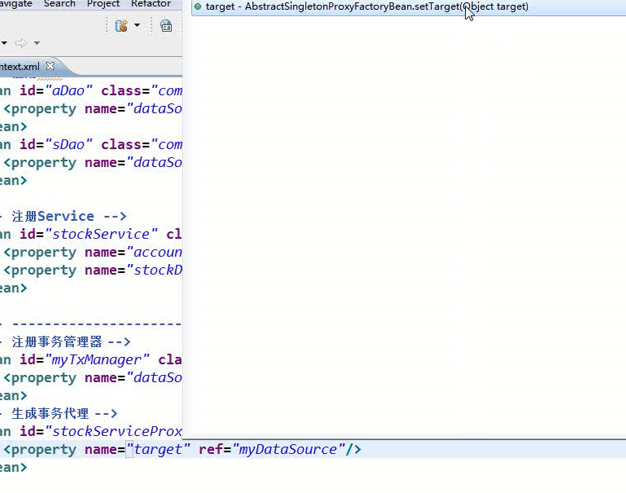 avigate Search Project Refactor
target - AbstractSingletonProxyFactoryBean.setTarget(Object target)
ntext.xml
an id="aDao" class="com
<property name="dataSo
ean>
an id="sDao" class="com
<property name="dataSo
ean>
- 注册Service -->
an id="stockService" cl
<property name="accoun
<property name="stockD
ean>
- ----------------------
- 注册事务管理器 -->
an id="myTxManager" cla
<property name="dataSo
ean>
- 生成事务代理 -->
an id="stockServiceProx
<property name="target" ref="myDataSource"/>
ean>